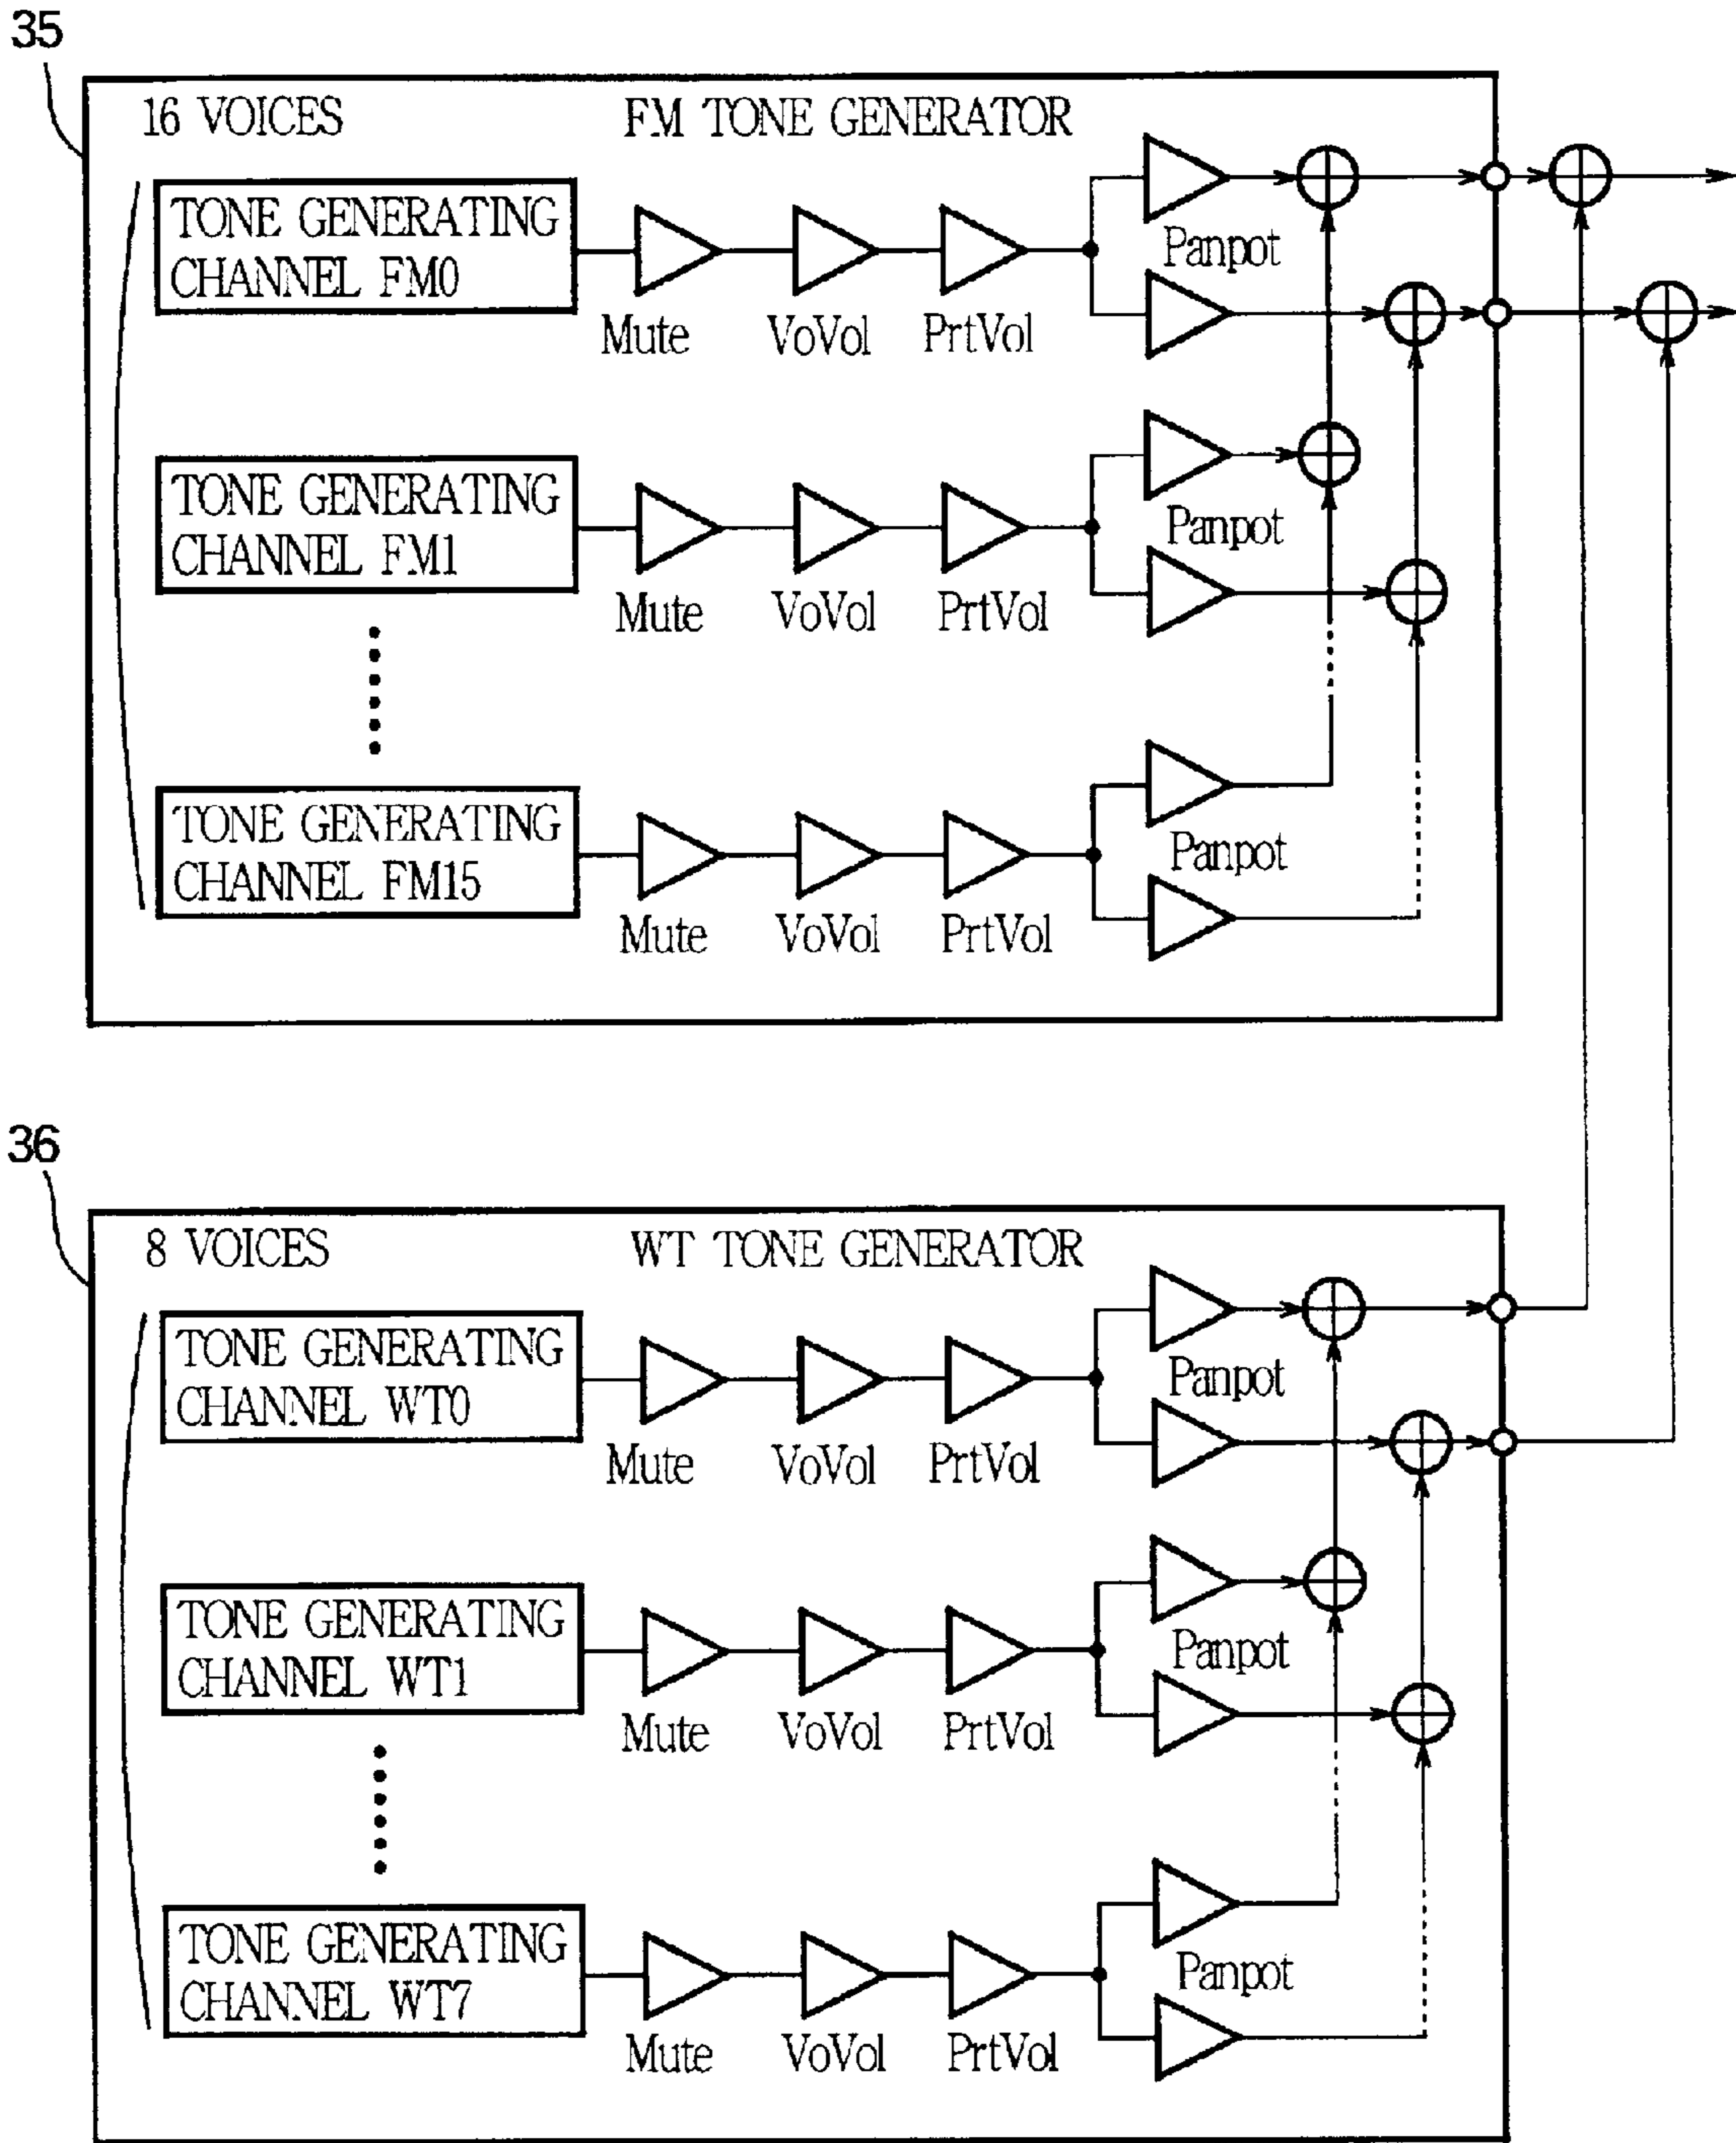 35
16 VOICES FM TONE GENERATOR
TONE GENERATING
CHANNEL FM0
Mute VoVol PrtVol Panpot
TONE GENERATING
CHANNEL FM1
Mute VoVol PrtVol Panpot
TONE GENERATING
CHANNEL FM15
Mute VoVol PrtVol Panpot
36
8 VOICES WT TONE GENERATOR
TONE GENERATING
CHANNEL WT0
Mute VoVol PrtVol Panpot
TONE GENERATING
CHANNEL WT1
Mute VoVol PrtVol Panpot
TONE GENERATING
CHANNEL WT7
Mute VoVol PrtVol Panpot